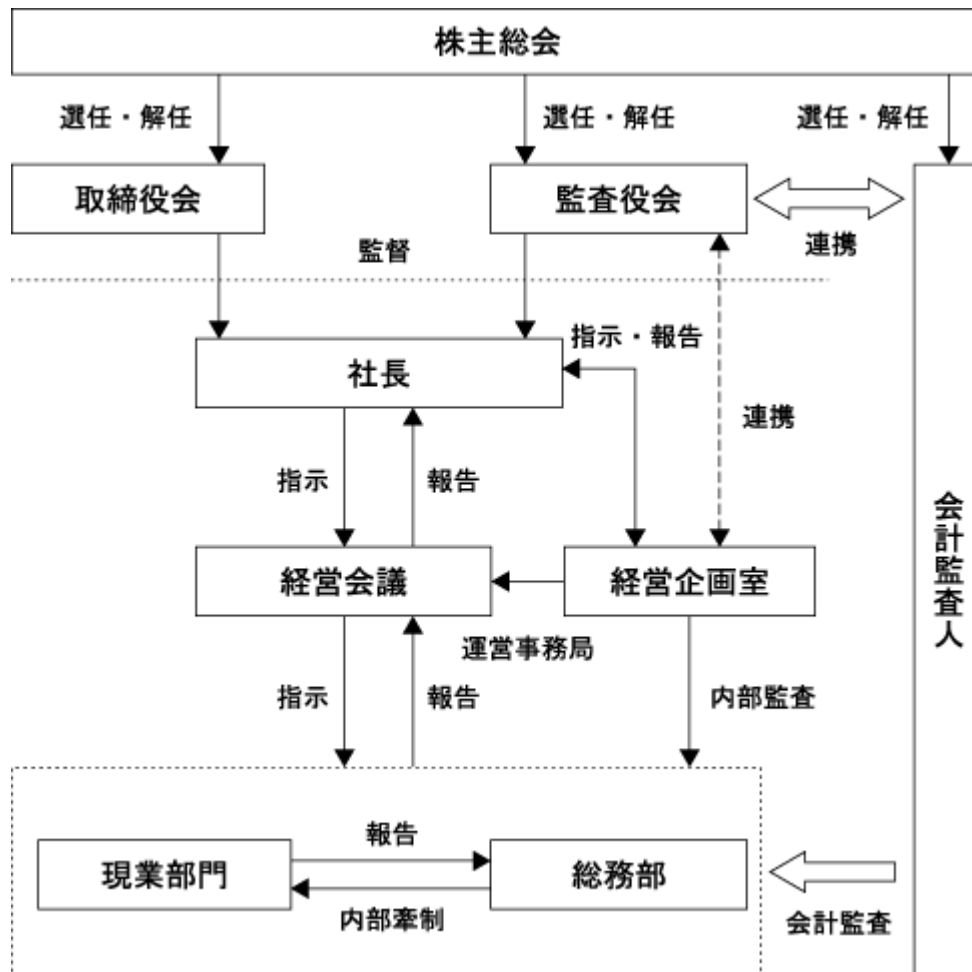 株主総会
選任・解任
選任・解任
選任・解任
取締役会
監査役会
連携
監督
指示・報告
社長
連携
指示
報告
会計監査人
経営会議
経営企画室
運営事務局
指示
報告
内部監査
報告
現業部門
総務部
内部牽制
会計監査